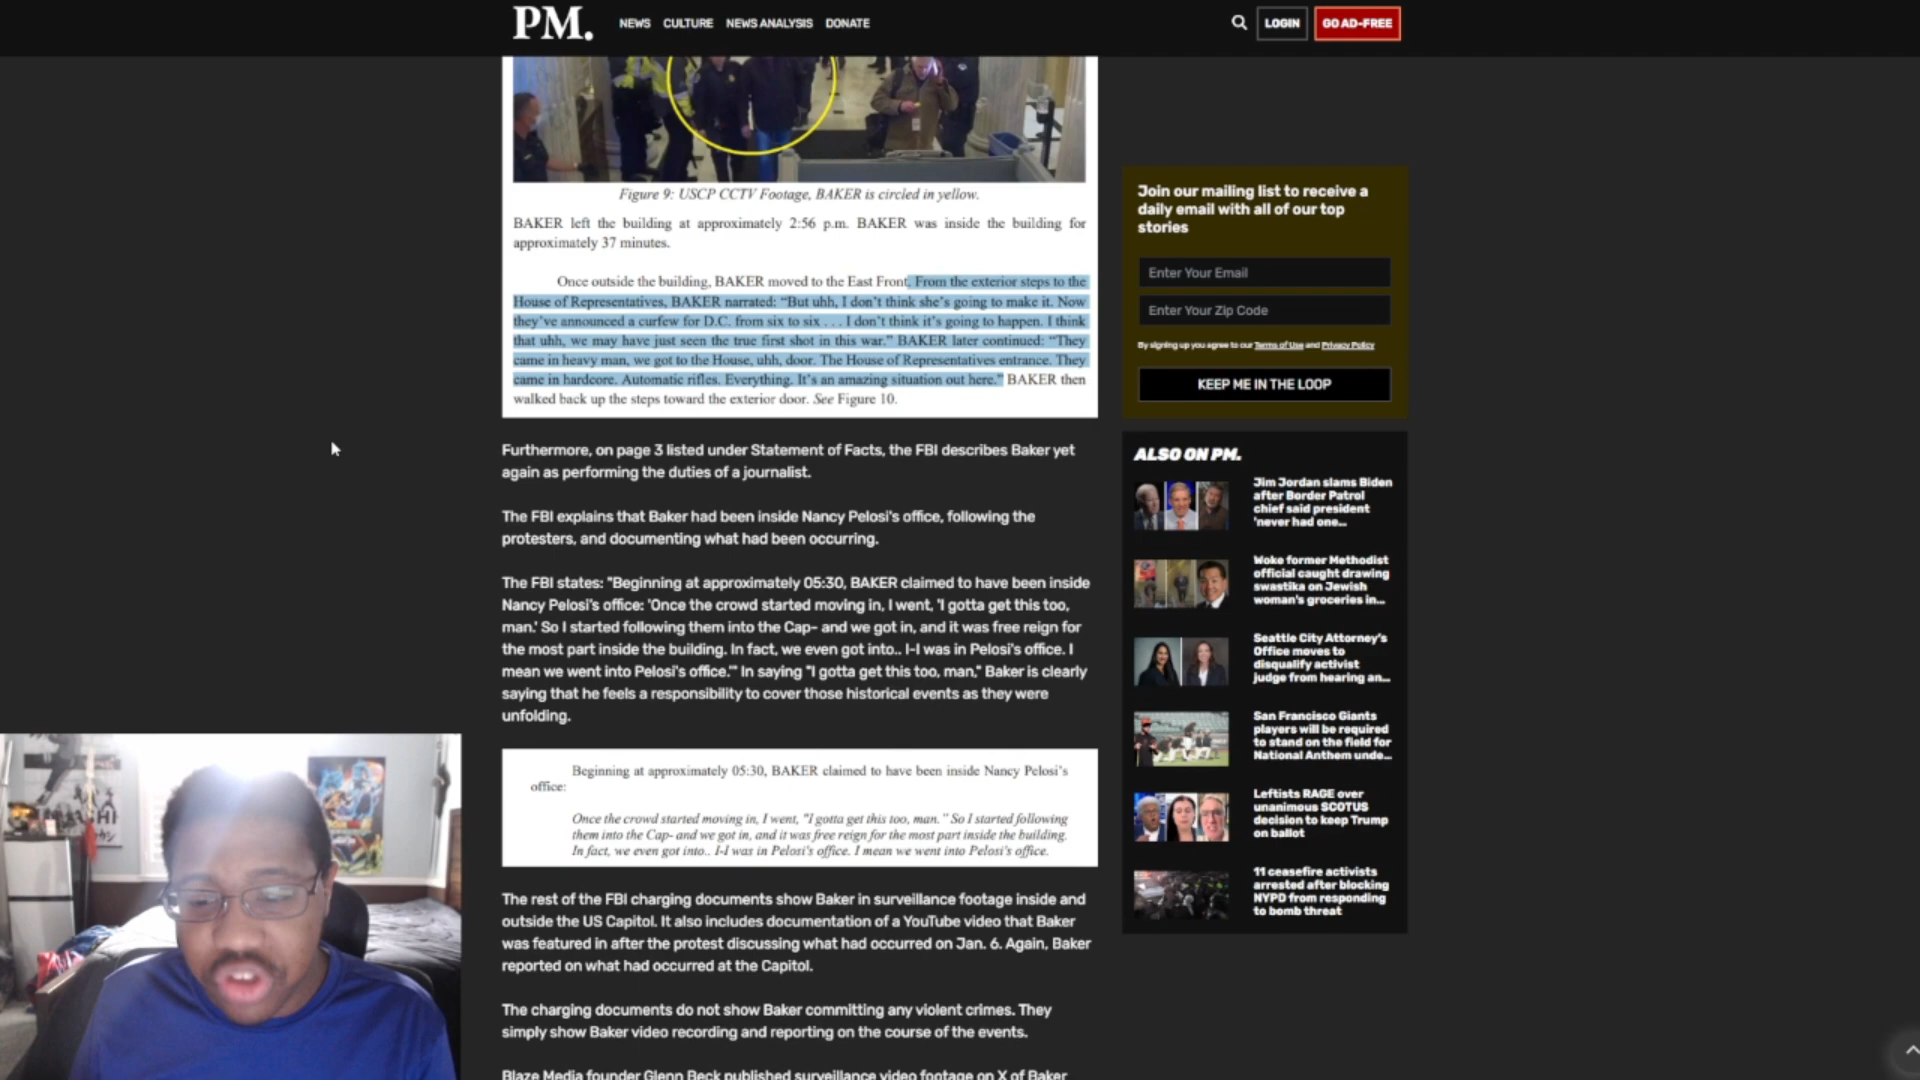 PM. NEWS CULTURE NEWS ANALYSIS DONATE LOGIN GO AD-FREE
Figure 9: USCP CCTV Footage, BAKER is circled in yellow.
BAKER left the building at approximately 2:56 p.m. BAKER was inside the building for
approximately 37 minutes.
Once outside the building, BAKER moved to the East Front. From the exterior steps to the
House of Representatives, BAKER narrated: “But uhh, I don’t think she’s going to make it. Now
they’ve announced a curfew for D.C. from six to six . . . I don’t think it’s going to happen. I think
that uhh, we may have just seen the true first shot in this war.” BAKER later continued: “They
came in heavy man, we got to the House, uhh, door. The House of Representatives entrance. They
came in hardcore. Automatic rifles. Everything. It’s an amazing situation out here.” BAKER then
walked back up the steps toward the exterior door. See Figure 10.
Furthermore, on page 3 listed under Statement of Facts, the FBI describes Baker yet
again as performing the duties of a journalist.
The FBI explains that Baker had been inside Nancy Pelosi's office, following the
protesters, and documenting what had been occurring.
The FBI states: "Beginning at approximately 05:30, BAKER claimed to have been inside
Nancy Pelosi's office: 'Once the crowd started moving in, I went, 'I gotta get this too,
man.' So I started following them into the Cap- and we got in, and it was free reign for
the most part inside the building. In fact, we even got into.. I-I was in Pelosi's office. I
mean we went into Pelosi's office.'" In saying "I gotta get this too, man," Baker is clearly
saying that he feels a responsibility to cover those historical events as they were
unfolding.
Beginning at approximately 05:30, BAKER claimed to have been inside Nancy Pelosi's
office:
Once the crowd started moving in, I went, "I gotta get this too, man." So I started following
them into the Cap- and we got in, and it was free reign for the most part inside the building.
In fact, we even got into.. I-I was in Pelosi's office. I mean we went into Pelosi's office.
The rest of the FBI charging documents show Baker in surveillance footage inside and
outside the US Capitol. It also includes documentation of a YouTube video that Baker
was featured in after the protest discussing what had occurred on Jan. 6. Again, Baker
reported on what had occurred at the Capitol.
The charging documents do not show Baker committing any violent crimes. They
simply show Baker video recording and reporting on the course of the events.
Blaze Media founder Glenn Beck published surveillance video footage on X of Baker
Join our mailing list to receive a
daily email with all of our top
stories
Enter Your Email
Enter Your Zip Code
By signing up you agree to our Terms of Use and Privacy Policy
KEEP ME IN THE LOOP
ALSO ON PM.
Jim Jordan slams Biden
after Border Patrol
chief said president
'never had one...
Woke former Methodist
official caught drawing
swastika on Jewish
woman's groceries in...
Seattle City Attorney's
Office moves to
disqualify activist
judge from hearing an...
San Francisco Giants
players will be required
to stand on the field for
National Anthem unde...
Leftists RAGE over
unanimous SCOTUS
decision to keep Trump
on ballot
11 ceasefire activists
arrested after blocking
NYPD from responding
to bomb threat